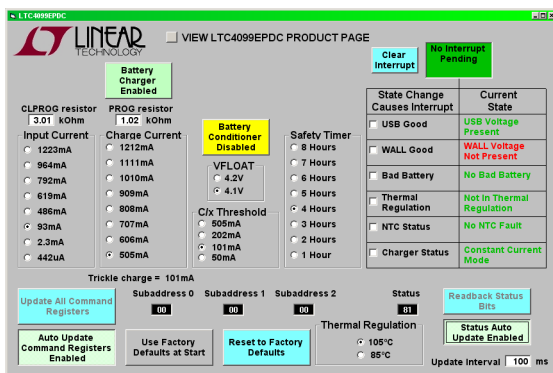 LTC4099EPDC
LINEAR
TECHNOLOGY
VIEW LTC4099EPDC PRODUCT PAGE
Clear
Interrupt
No Interrupt
Pending
Battery
Charger
Enabled
CLPROG resistor
3.01 kOhm
PROG resistor
1.02 kOhm
Battery
Conditioner
Disabled
Input Current
1223mA
964mA
792mA
619mA
486mA
93mA
2.3mA
442uA
Charge Current
1212mA
1111mA
1010mA
909mA
808mA
707mA
606mA
505mA
VFLOAT
4.2V
4.1V
C/x Threshold
505mA
202mA
101mA
50mA
Safety Timer
8 Hours
7 Hours
6 Hours
5 Hours
4 Hours
3 Hours
2 Hours
1 Hour
State Change
Causes Interrupt
Current
State
USB Good
USB Voltage
Present
WALL Good
WALL Voltage
Not Present
Bad Battery
No Bad Battery
Thermal
Regulation
Not In Thermal
Regulation
NTC Status
No NTC Fault
Charger Status
Constant Current
Mode
Trickle charge = 101mA
Update All Command
Registers
Subaddress 0
00
Subaddress 1
00
Subaddress 2
00
Status
81
Readback Status
Bits
Auto Update
Command Registers
Enabled
Use Factory
Defaults at Start
Reset to Factory
Defaults
Thermal Regulation
105°C
85°C
Status Auto
Update Enabled
Update Interval 100 ms